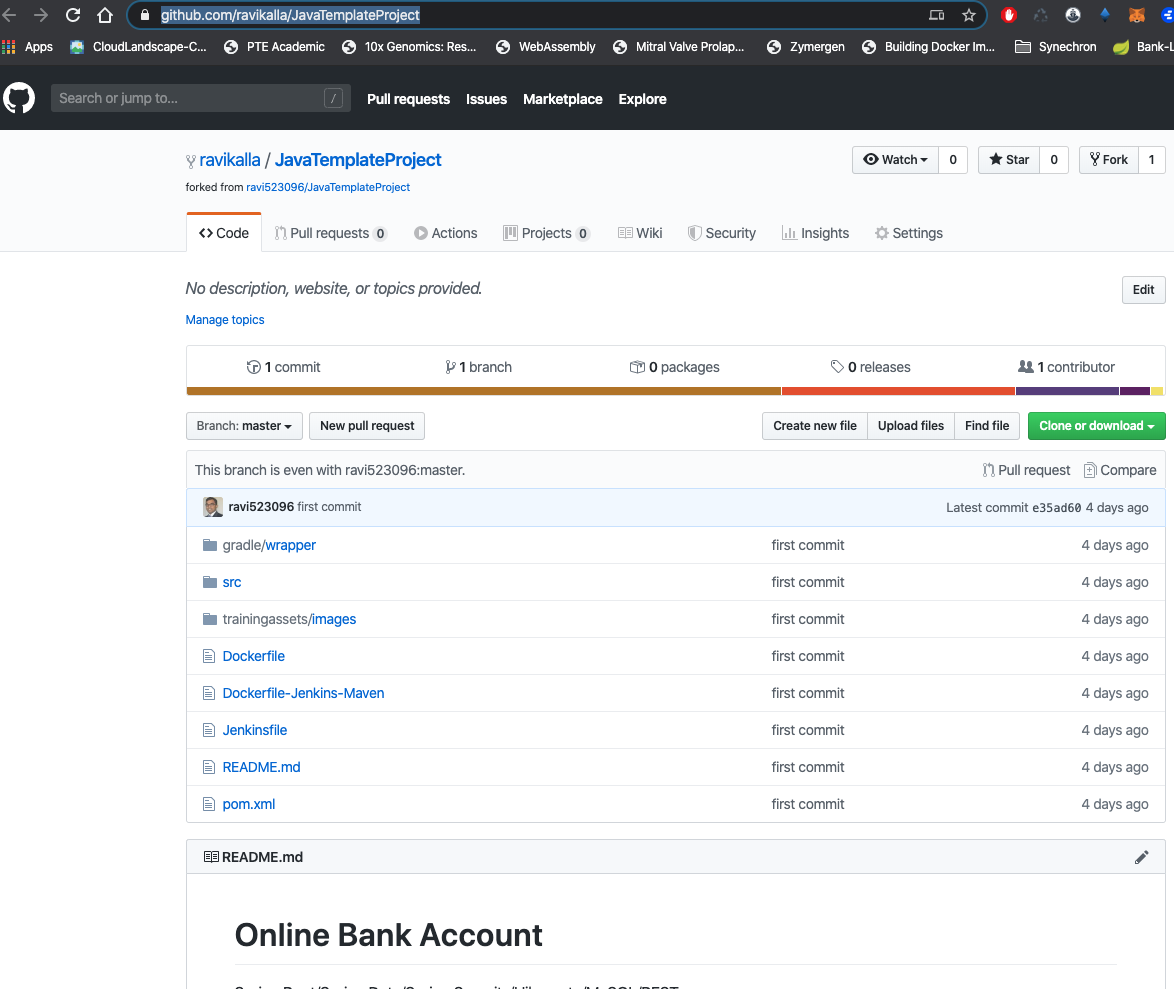 github.com/ravikalla/JavaTemplateProject
Apps CloudLandscape-C... PTE Academic 10x Genomics: Res... WebAssembly Mitral Valve Prolap... Zymergen Building Docker Im... Synechron Bank-L
Search or jump to... / Pull requests Issues Marketplace Explore
ravikalla / JavaTemplateProject Watch 0 Star 0 Fork 1
forked from ravi523096/JavaTemplateProject
Code Pull requests 0 Actions Projects 0 Wiki Security Insights Settings
No description, website, or topics provided. Edit
Manage topics
1 commit 1 branch 0 packages 0 releases 1 contributor
Branch: master New pull request Create new file Upload files Find file Clone or download
This branch is even with ravi523096:master. Pull request Compare
ravi523096 first commit Latest commit e35ad60 4 days ago
gradle/wrapper first commit 4 days ago
src first commit 4 days ago
trainingassets/images first commit 4 days ago
Dockerfile first commit 4 days ago
Dockerfile-Jenkins-Maven first commit 4 days ago
Jenkinsfile first commit 4 days ago
README.md first commit 4 days ago
pom.xml first commit 4 days ago
README.md
Online Bank Account